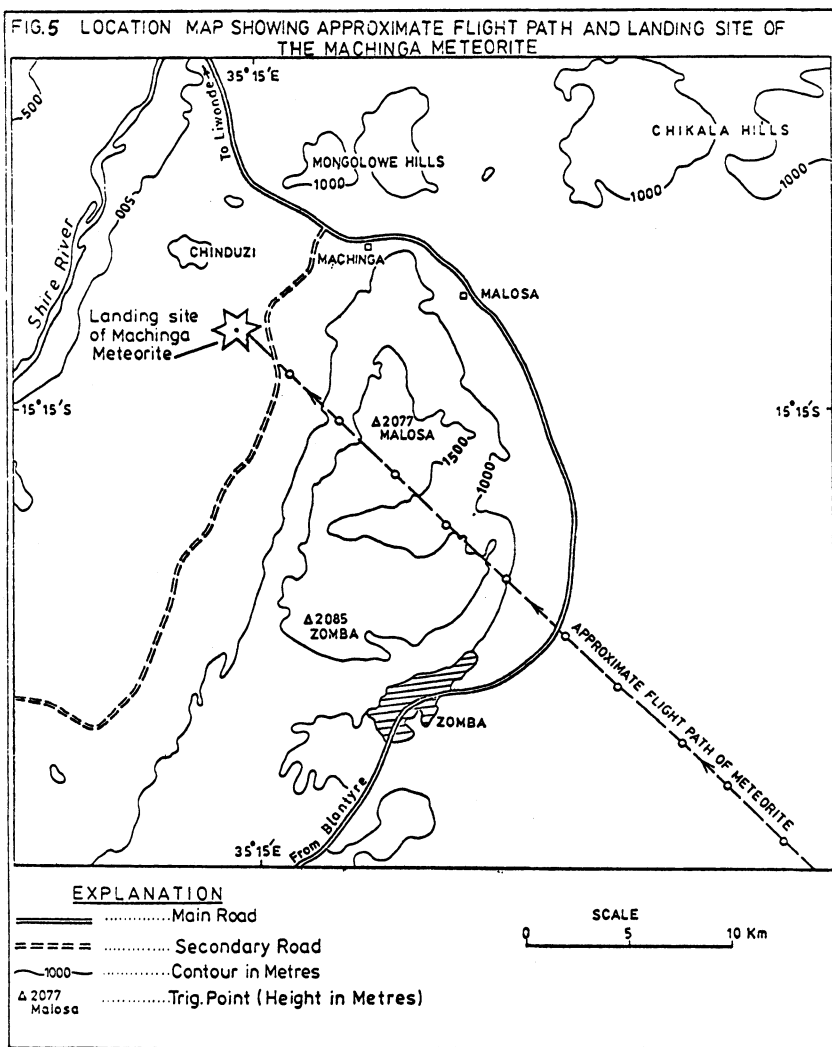 FIG.5 LOCATION MAP SHOWING APPROXIMATE FLIGHT PATH AND LANDING SITE OF
THE MACHINGA METEORITE
35°15′E
500
To Liwonde
CHIKALA HILLS
MONGOLOWE HILLS
1000
1000
1000
500
Shire River
CHINDUZI
MACHINGA
MALOSA
Landing site
of Machinga
Meteorite
15°15′S
15°15′S
Δ2077
MALOSA
1500
1000
Δ2085
ZOMBA
APPROXIMATE FLIGHT PATH OF METEORITE
ZOMBA
From Blantyre
35°15′E
EXPLANATION
............Main Road
............Secondary Road
1000 ............Contour in Metres
Δ 2077 ............Trig. Point (Height in Metres)
Malosa
SCALE
0 5 10 Km